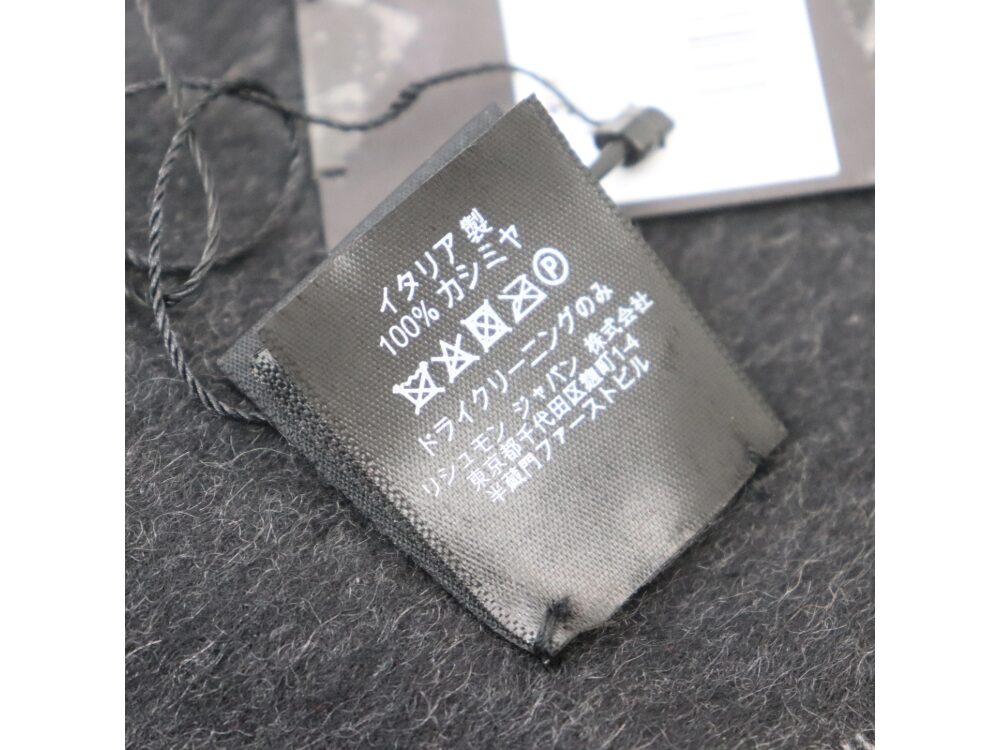 イタリア 製
100% カシミヤ
P
ドライクリーニングのみ
リシュモン ジャパン 株式会社
東京都千代田区麹町1-4
半蔵門ファーストビル